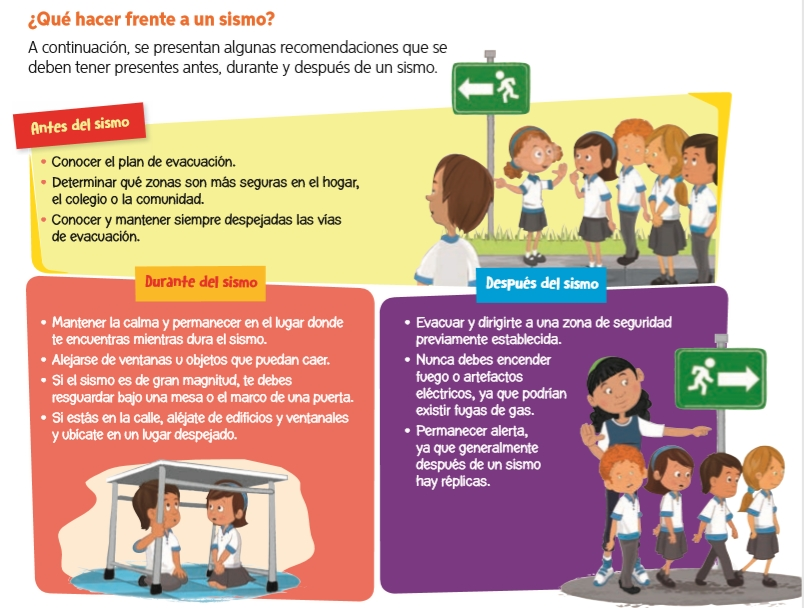 ¿Qué hacer frente a un sismo?
A continuación, se presentan algunas recomendaciones que se
deben tener presentes antes, durante y después de un sismo.
Antes del sismo
• Conocer el plan de evacuación.
• Determinar qué zonas son más seguras en el hogar,
el colegio o la comunidad.
• Conocer y mantener siempre despejadas las vías
de evacuación.
Durante del sismo
• Mantener la calma y permanecer en el lugar donde
te encuentras mientras dura el sismo.
• Alejarse de ventanas u objetos que puedan caer.
• Si el sismo es de gran magnitud, te debes
resguardar bajo una mesa o el marco de una puerta.
• Si estás en la calle, aléjate de edificios y ventanales
y ubícate en un lugar despejado.
Después del sismo
• Evacuar y dirigirte a una zona de seguridad
previamente establecida.
• Nunca debes encender
fuego o artefactos
eléctricos, ya que podrían
existir fugas de gas.
• Permanecer alerta,
ya que generalmente
después de un sismo
hay réplicas.